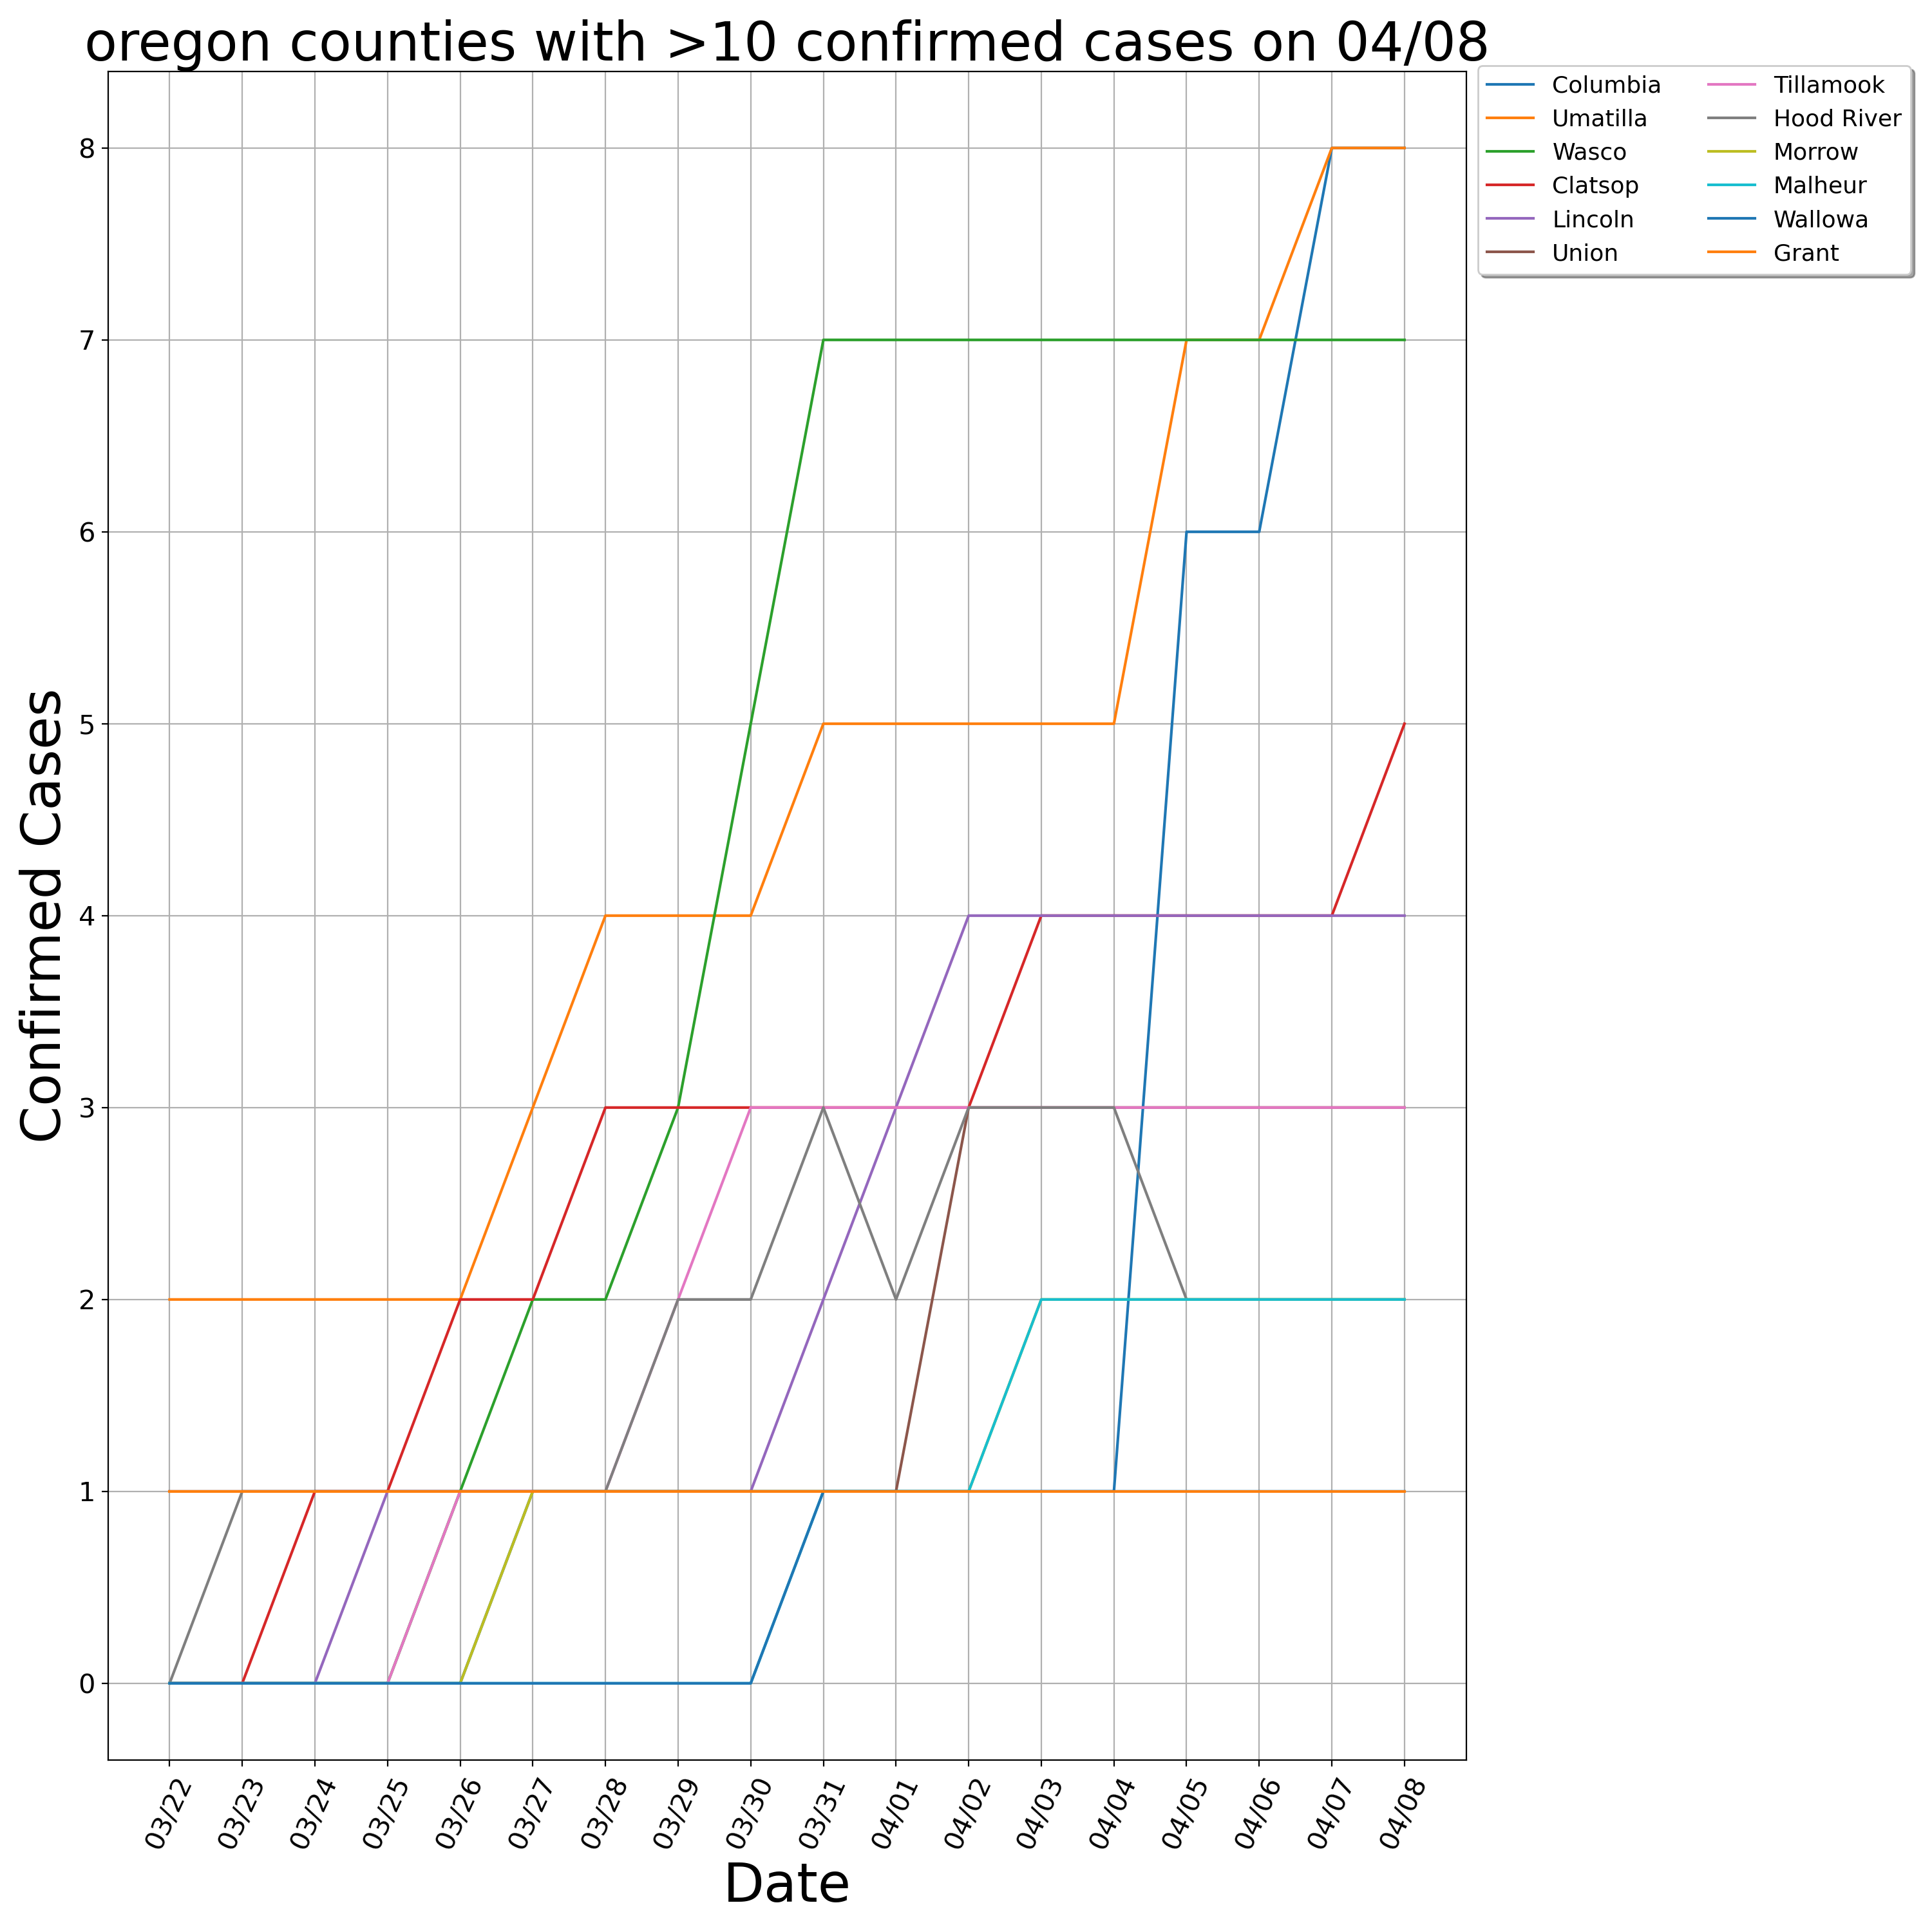 oregon counties with >10 confirmed cases on 04/08
Columbia
Umatilla
Wasco
Clatsop
Lincoln
Union
Tillamook
Hood River
Morrow
Malheur
Wallowa
Grant
Confirmed Cases
8
7
6
5
4
3
2
1
0
03/22
03/23
03/24
03/25
03/26
03/27
03/28
03/29
03/30
03/31
04/01
04/02
04/03
04/04
04/05
04/06
04/07
04/08
Date